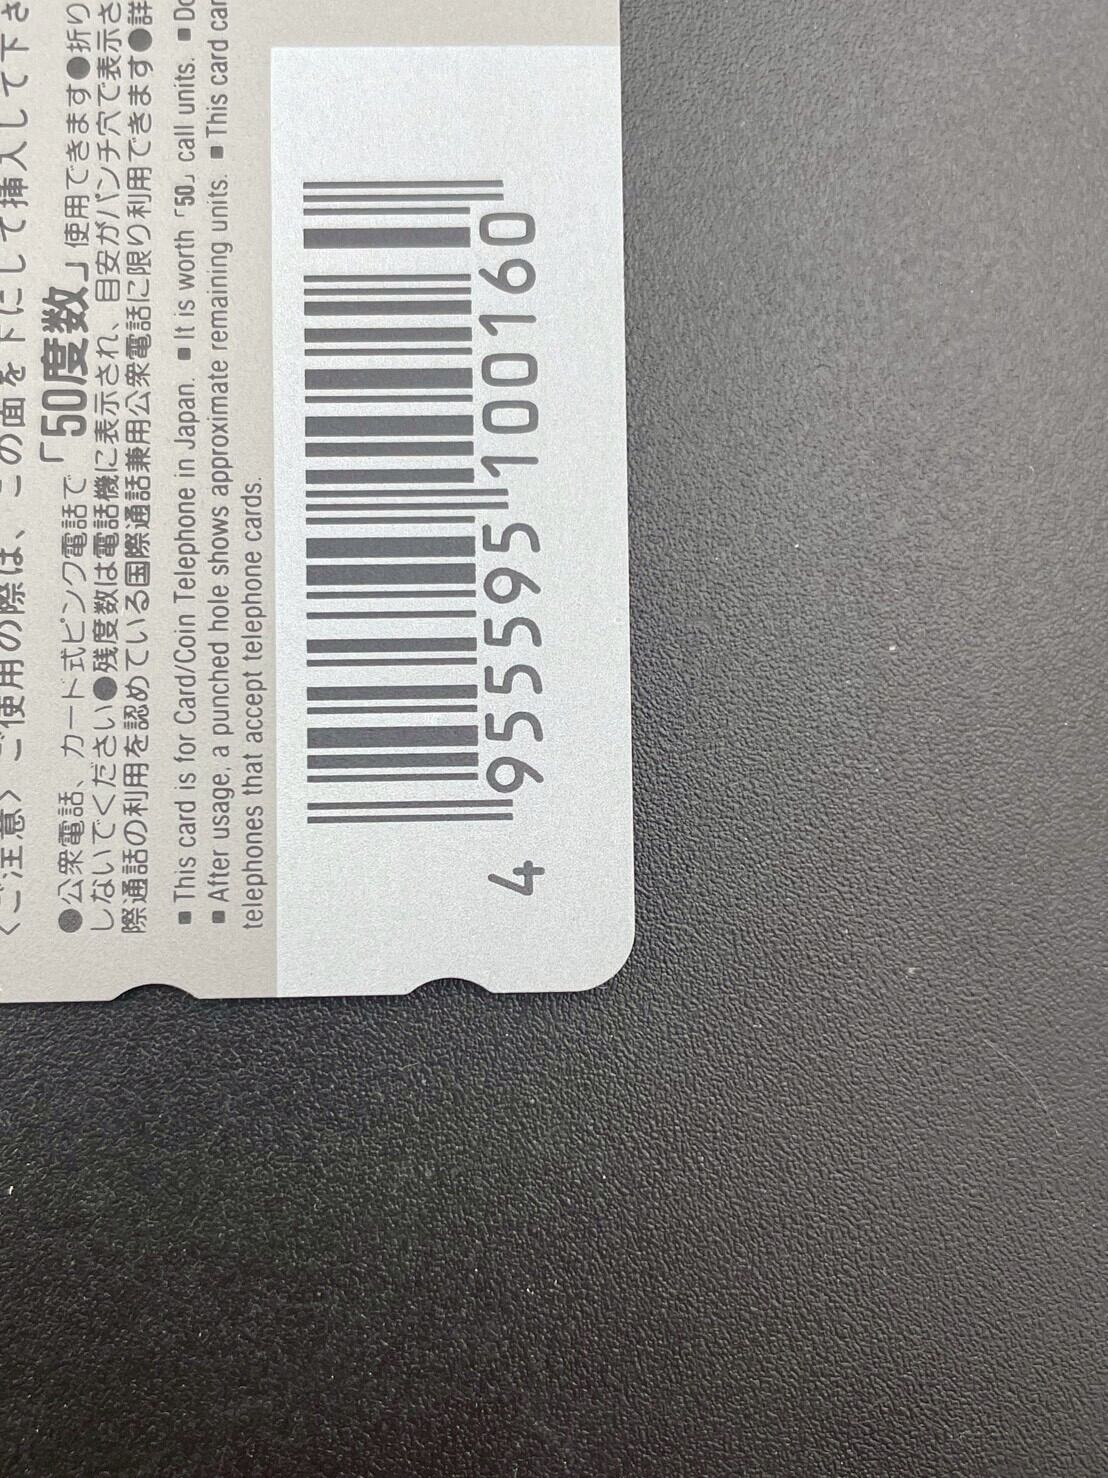 〈ご注意〉ご使用の際は、この面を下にして挿入して下さ
●公衆電話、カード式ピンク電話で「50度数」使用できます●折り
しないでください●残度数は電話機に表示され、目安がパンチ穴で表示さ
際通話の利用を認めている国際通話兼用公衆電話に限り利用できます●詳
■ This card is for Card/Coin Telephone in Japan. ■ It is worth「50」call units. ■ Do
■ After usage, a punched hole shows approximate remaining units. ■ This card car
telephones that accept telephone cards.
4 955595 100160